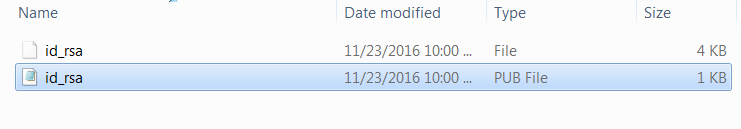 Name Date modified Type Size
id_rsa 11/23/2016 10:00 ... File 4 KB
id_rsa 11/23/2016 10:00 ... PUB File 1 KB